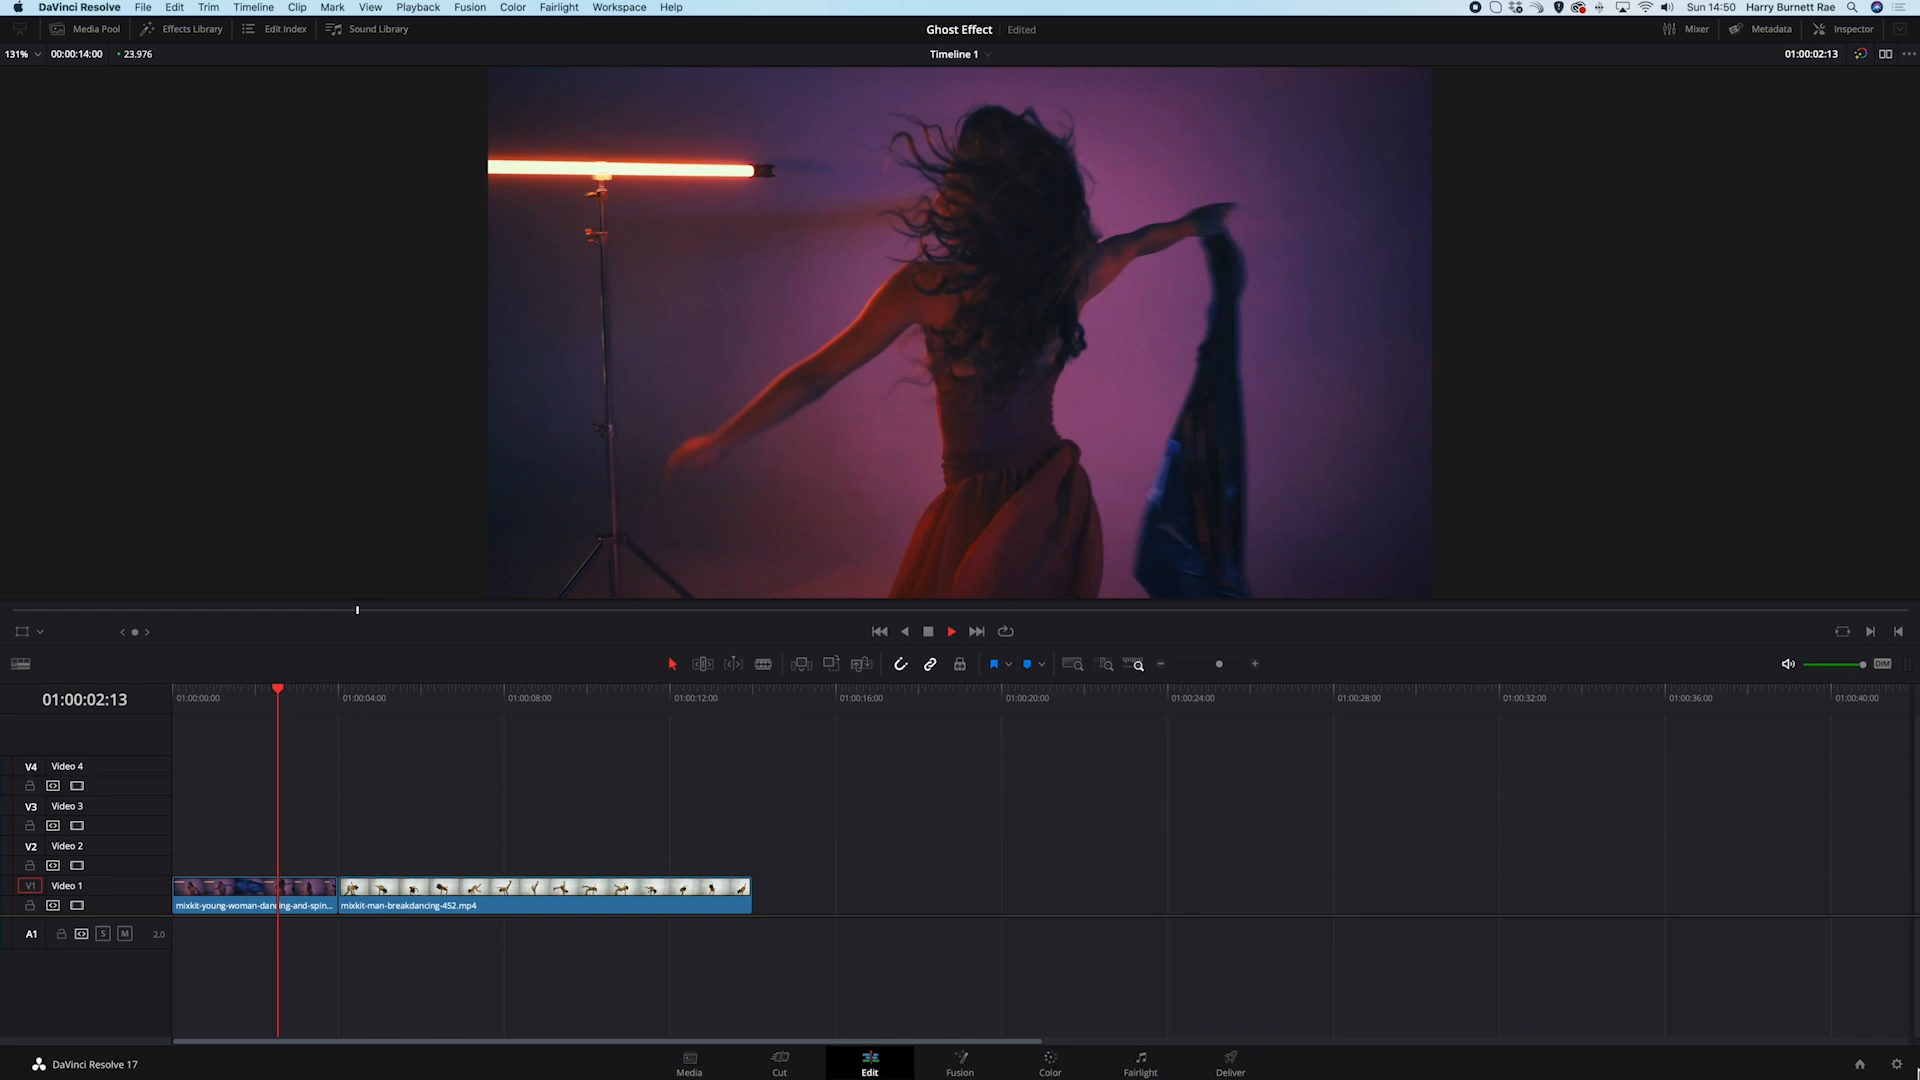 DaVinci Resolve File Edit Trim Timeline Clip Mark View Playback Fusion Color Fairlight Workspace Help Sun 14:50 Harry Burnett Rae
Media Pool Effects Library Edit Index Sound Library Ghost Effect Edited Mixer Metadata Inspector
131% 00:00:14:00 23.976 Timeline 1 01:00:02:13
DIM
01:00:02:13 01:00:00:00 01:00:04:00 01:00:08:00 01:00:12:00 01:00:16:00 01:00:20:00 01:00:24:00 01:00:28:00 01:00:32:00 01:00:36:00 01:00:40:00
V4 Video 4
V3 Video 3
V2 Video 2
V1 Video 1
mixkit-young-woman-dancing-and-spin... mixkit-man-breakdancing-452.mp4
A1 S M 2.0
DaVinci Resolve 17 Media Cut Edit Fusion Color Fairlight Deliver